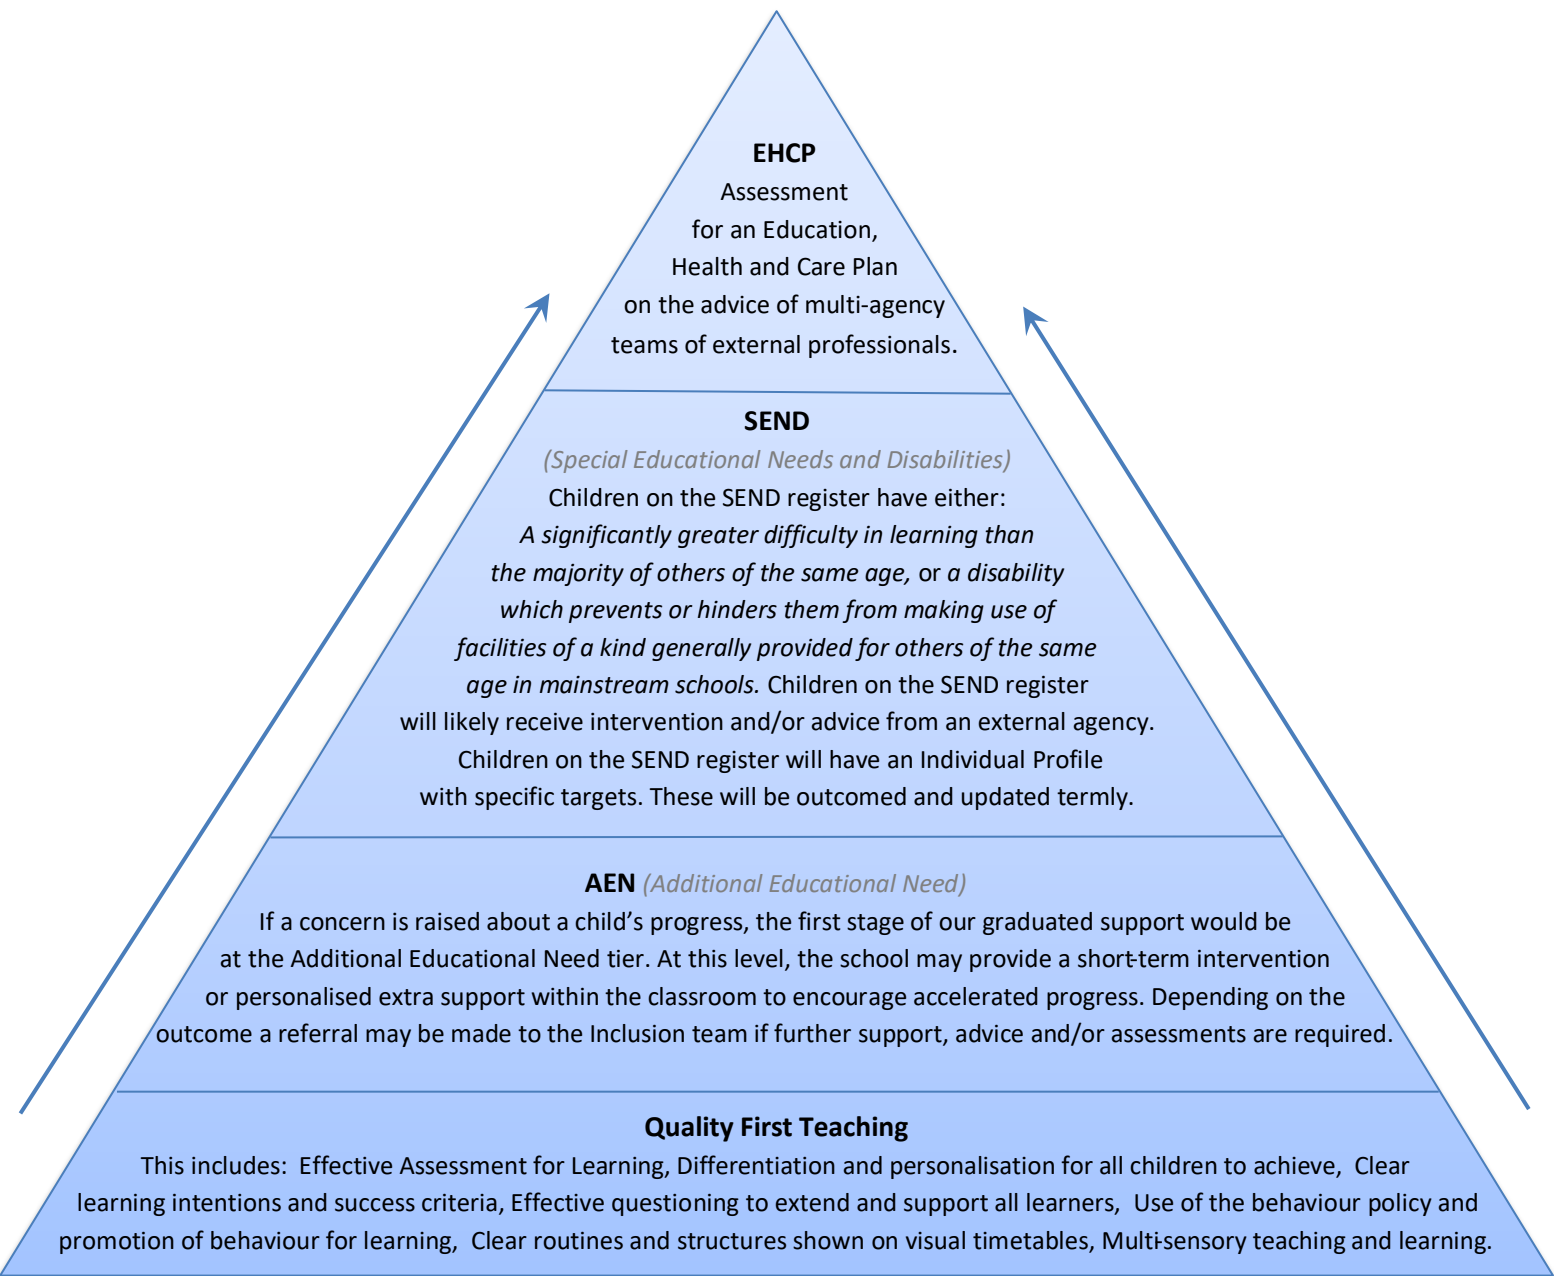 EHCP
Assessment
for an Education,
Health and Care Plan
on the advice of multi-agency
teams of external professionals.
SEND
(Special Educational Needs and Disabilities)
Children on the SEND register have either:
A significantly greater difficulty in learning than
the majority of others of the same age, or a disability
which prevents or hinders them from making use of
facilities of a kind generally provided for others of the same
age in mainstream schools. Children on the SEND register
will likely receive intervention and/or advice from an external agency.
Children on the SEND register will have an Individual Profile
with specific targets. These will be outcomed and updated termly.
AEN (Additional Educational Need)
If a concern is raised about a child’s progress, the first stage of our graduated support would be
at the Additional Educational Need tier. At this level, the school may provide a short-term intervention
or personalised extra support within the classroom to encourage accelerated progress. Depending on the
outcome a referral may be made to the Inclusion team if further support, advice and/or assessments are required.
Quality First Teaching
This includes:  Effective Assessment for Learning, Differentiation and personalisation for all children to achieve,  Clear
learning intentions and success criteria, Effective questioning to extend and support all learners,  Use of the behaviour policy and
promotion of behaviour for learning,  Clear routines and structures shown on visual timetables, Multi-sensory teaching and learning.